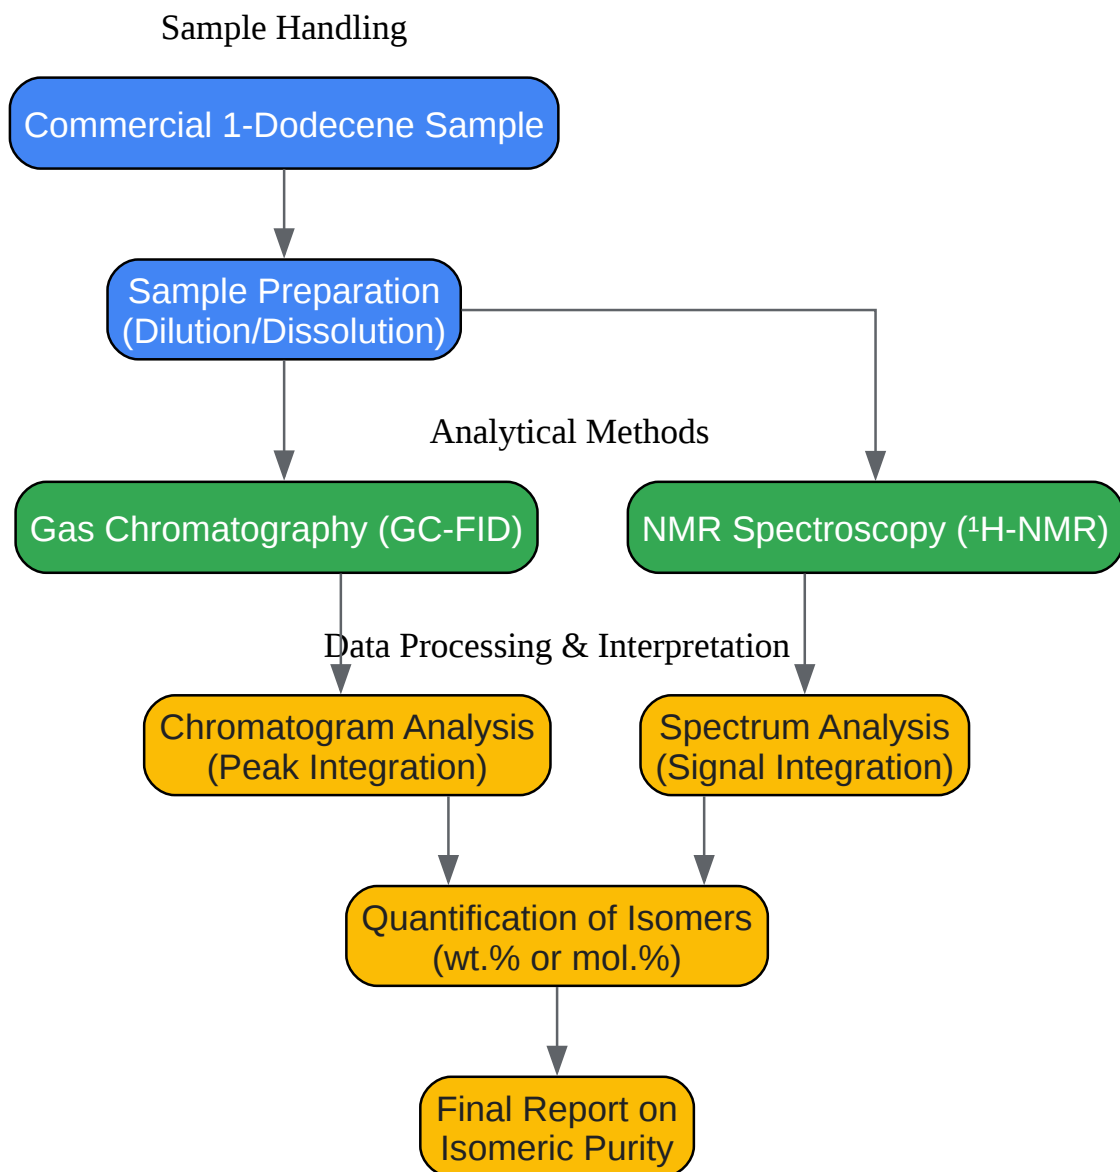 Sample Handling
Commercial 1-Dodecene Sample
Sample Preparation
(Dilution/Dissolution)
Analytical Methods
Gas Chromatography (GC-FID)
NMR Spectroscopy (¹H-NMR)
Data Processing & Interpretation
Chromatogram Analysis
(Peak Integration)
Spectrum Analysis
(Signal Integration)
Quantification of Isomers
(wt.% or mol.%)
Final Report on
Isomeric Purity